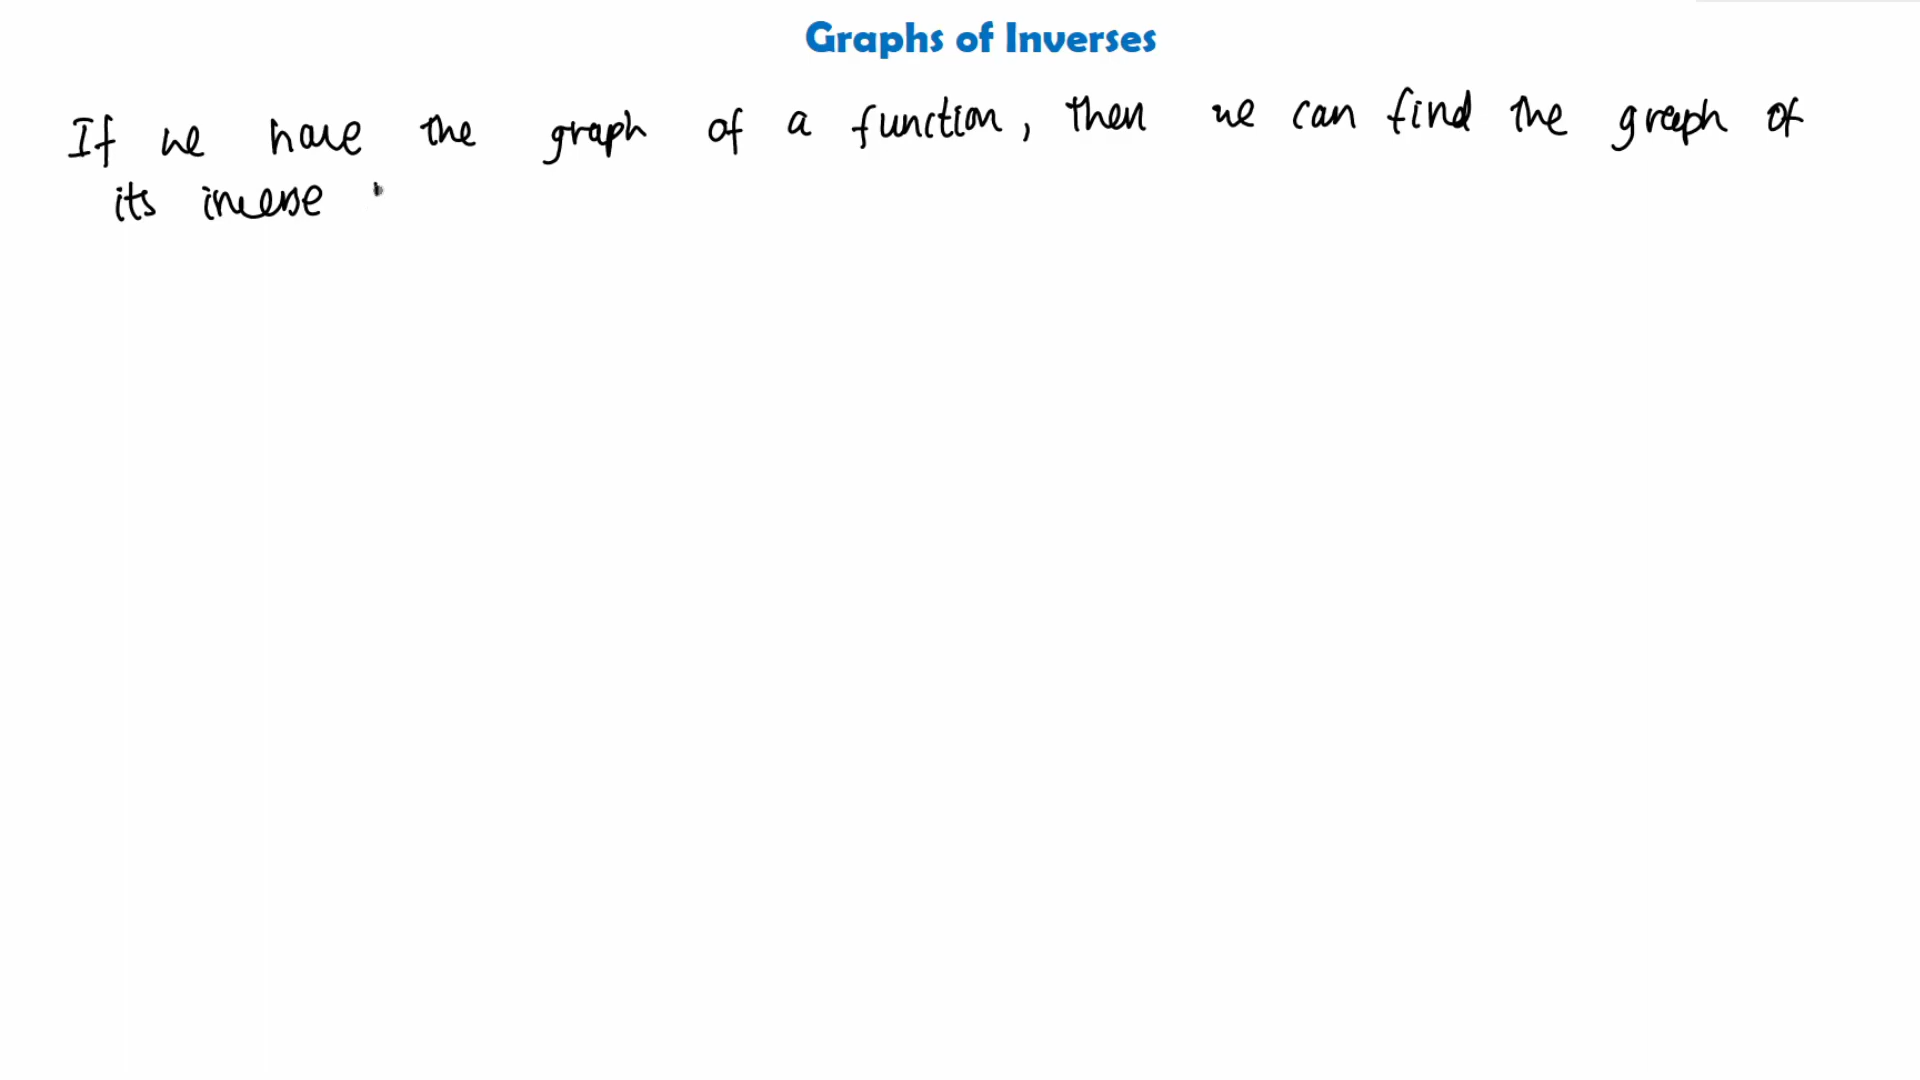 Graphs of Inverses
If we have the graph of a function, then we can find the graph of
its inverse